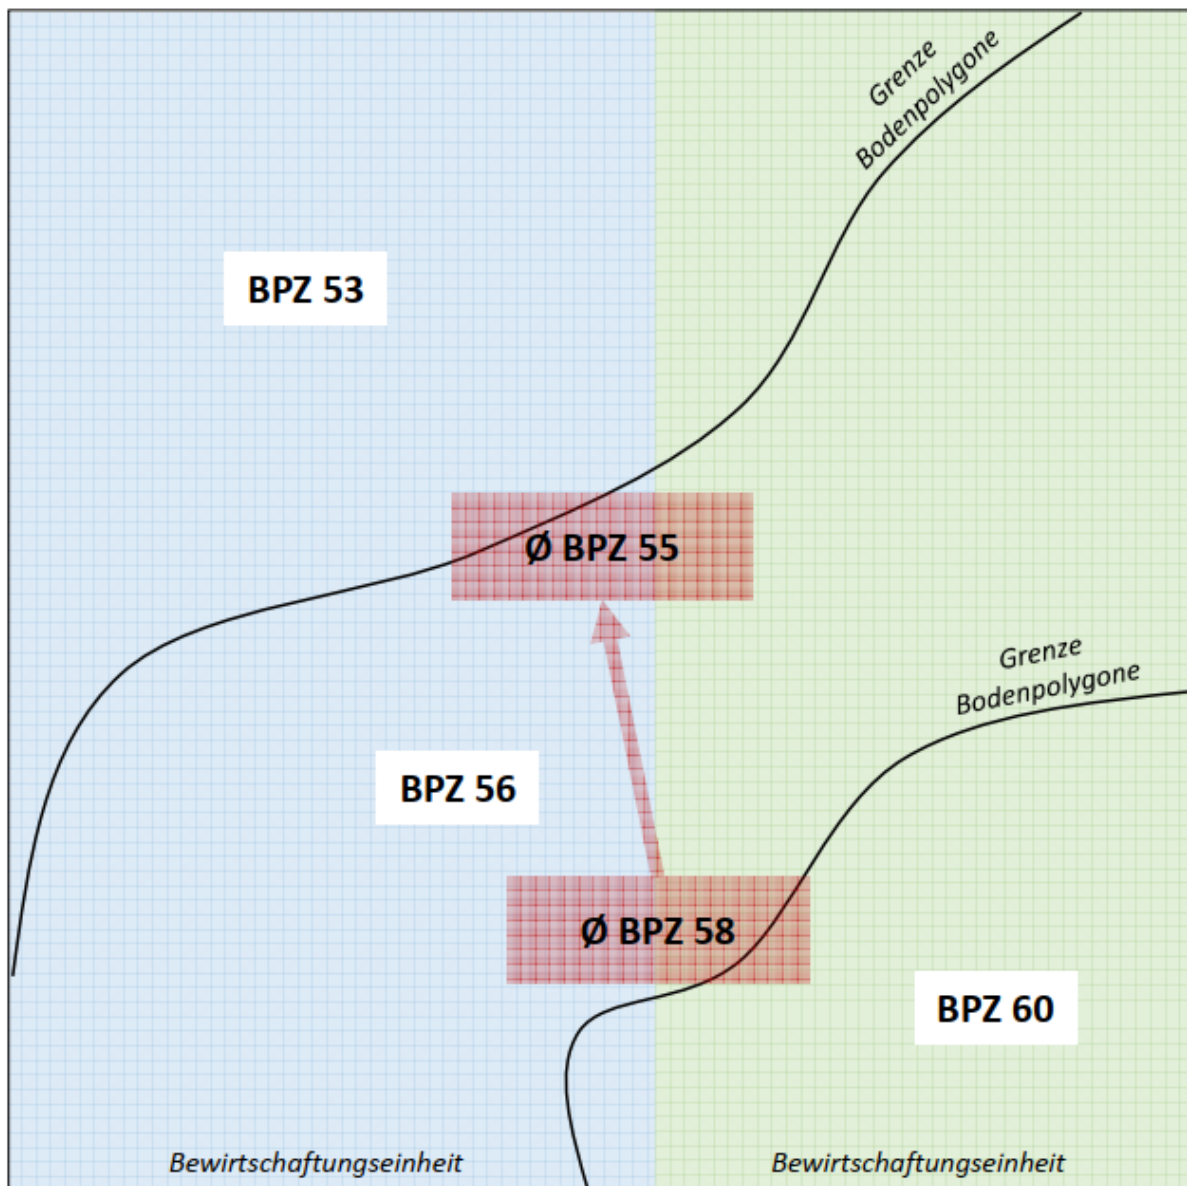 Grenze
Bodenpolygone
BPZ 53
Ø BPZ 55
Grenze
Bodenpolygone
BPZ 56
Ø BPZ 58
BPZ 60
Bewirtschaftungseinheit
Bewirtschaftungseinheit